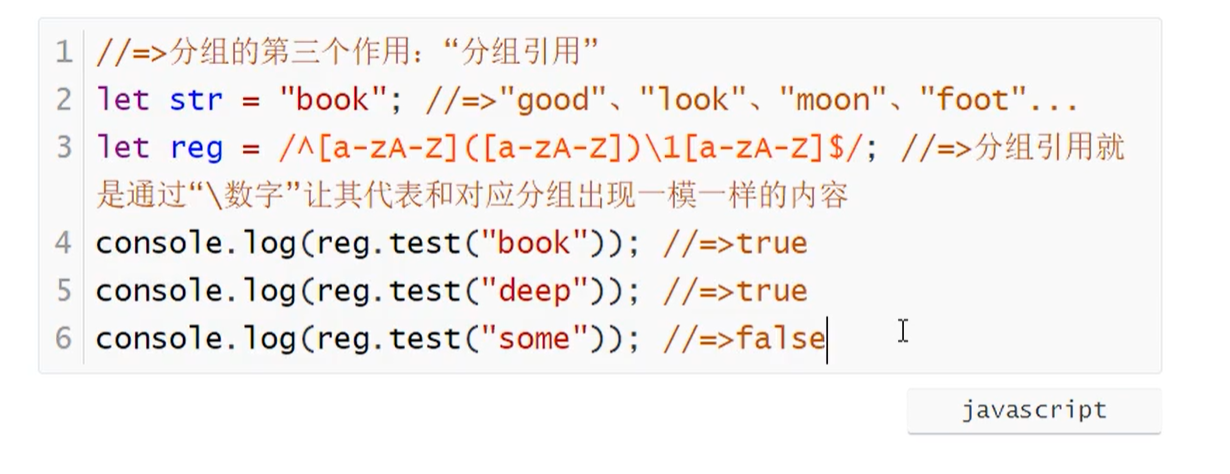 1 //=>分组的第三个作用：“分组引用”
2 let str = "book"; //=>"good"、"look"、"moon"、"foot"...
3 let reg = /^[a-zA-Z]([a-zA-Z])\1[a-zA-Z]$/; //=>分组引用就
是通过“\数字”让其代表和对应分组出现一模一样的内容
4 console.log(reg.test("book")); //=>true
5 console.log(reg.test("deep")); //=>true
6 console.log(reg.test("some")); //=>false
javascript